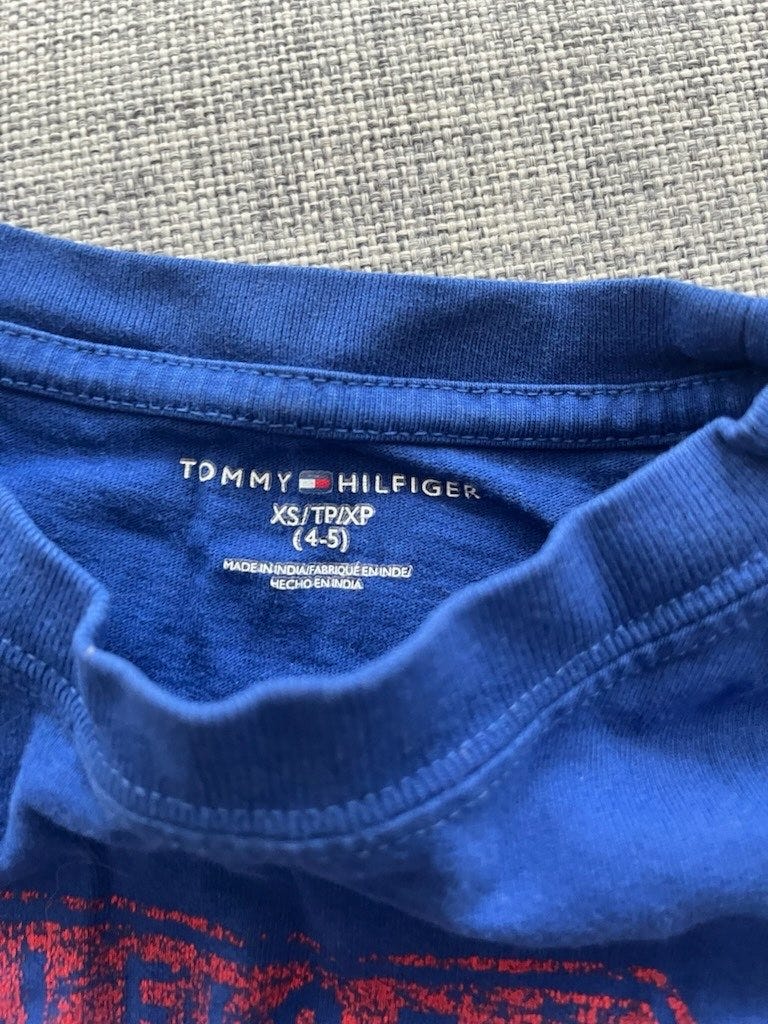 TOMMY HILFIGER
XS/TP/XP
(4-5)
MADE IN INDIA/FABRIQUÉ EN INDE/
HECHO EN INDIA